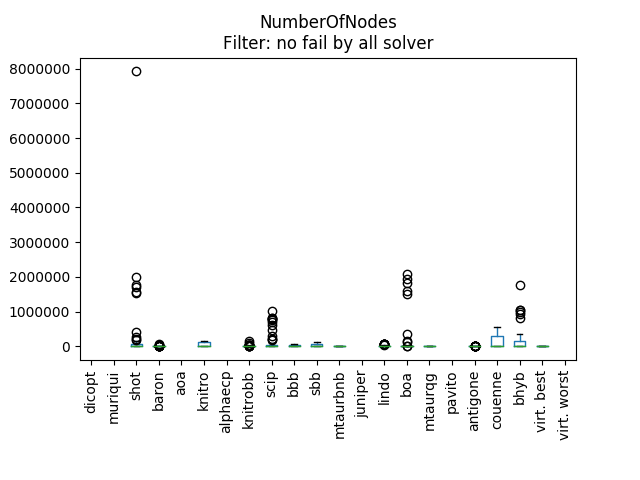 NumberOfNodes
Filter: no fail by all solver
8000000
7000000
6000000
5000000
4000000
3000000
2000000
1000000
0
dicopt
muriqui
shot
baron
aoa
knitro
alphaecp
knitrobb
scip
bbb
sbb
mtaurbnb
juniper
lindo
boa
mtaurqg
pavito
antigone
couenne
bhyb
virt. best
virt. worst